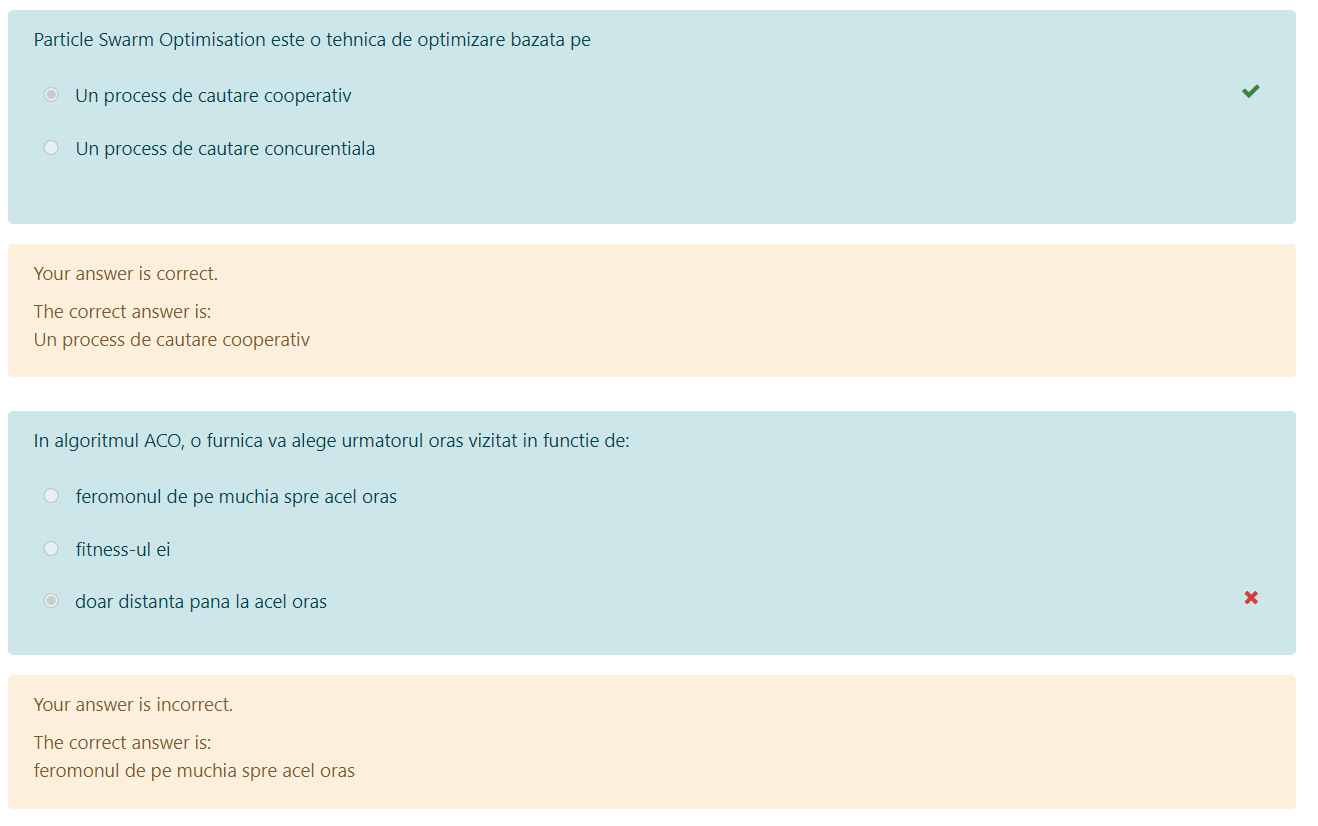 Particle Swarm Optimisation este o tehnica de optimizare bazata pe
Un process de cautare cooperativ
Un process de cautare concurentiala
Your answer is correct.
The correct answer is:
Un process de cautare cooperativ
In algoritmul ACO, o furnica va alege urmatorul oras vizitat in functie de:
feromonul de pe muchia spre acel oras
fitness-ul ei
doar distanta pana la acel oras
Your answer is incorrect.
The correct answer is:
feromonul de pe muchia spre acel oras